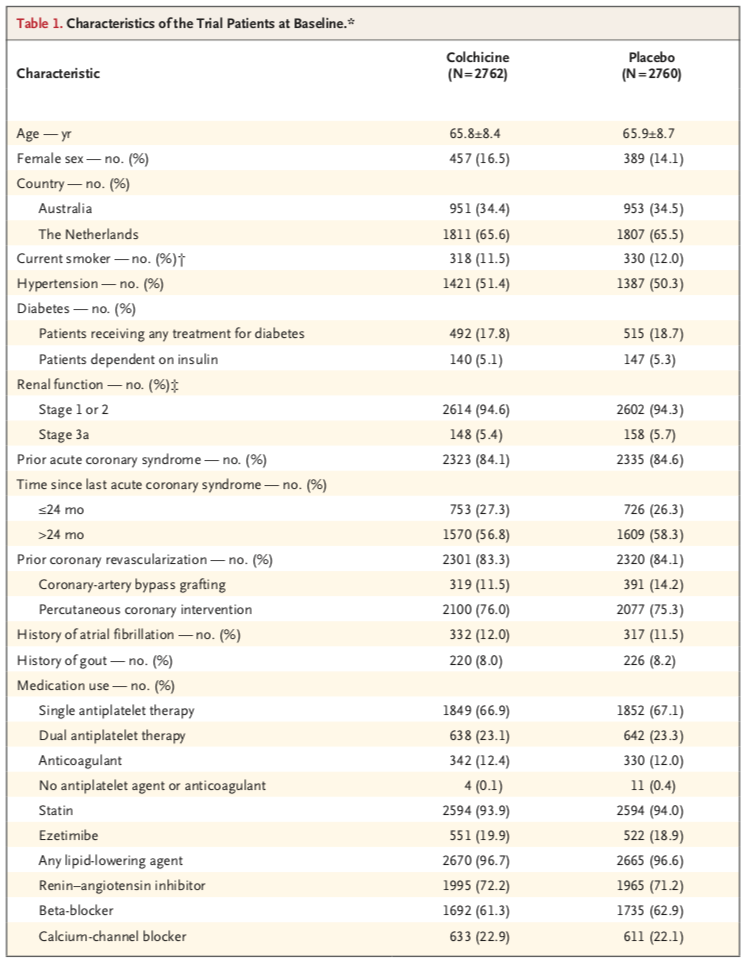 Table 1. Characteristics of the Trial Patients at Baseline.*
Characteristic Colchicine (N=2762) Placebo (N=2760)
Age — yr 65.8±8.4 65.9±8.7
Female sex — no. (%) 457 (16.5) 389 (14.1)
Country — no. (%)
Australia 951 (34.4) 953 (34.5)
The Netherlands 1811 (65.6) 1807 (65.5)
Current smoker — no. (%)† 318 (11.5) 330 (12.0)
Hypertension — no. (%) 1421 (51.4) 1387 (50.3)
Diabetes — no. (%)
Patients receiving any treatment for diabetes 492 (17.8) 515 (18.7)
Patients dependent on insulin 140 (5.1) 147 (5.3)
Renal function — no. (%)‡
Stage 1 or 2 2614 (94.6) 2602 (94.3)
Stage 3a 148 (5.4) 158 (5.7)
Prior acute coronary syndrome — no. (%) 2323 (84.1) 2335 (84.6)
Time since last acute coronary syndrome — no. (%)
≤24 mo 753 (27.3) 726 (26.3)
>24 mo 1570 (56.8) 1609 (58.3)
Prior coronary revascularization — no. (%) 2301 (83.3) 2320 (84.1)
Coronary-artery bypass grafting 319 (11.5) 391 (14.2)
Percutaneous coronary intervention 2100 (76.0) 2077 (75.3)
History of atrial fibrillation — no. (%) 332 (12.0) 317 (11.5)
History of gout — no. (%) 220 (8.0) 226 (8.2)
Medication use — no. (%)
Single antiplatelet therapy 1849 (66.9) 1852 (67.1)
Dual antiplatelet therapy 638 (23.1) 642 (23.3)
Anticoagulant 342 (12.4) 330 (12.0)
No antiplatelet agent or anticoagulant 4 (0.1) 11 (0.4)
Statin 2594 (93.9) 2594 (94.0)
Ezetimibe 551 (19.9) 522 (18.9)
Any lipid-lowering agent 2670 (96.7) 2665 (96.6)
Renin–angiotensin inhibitor 1995 (72.2) 1965 (71.2)
Beta-blocker 1692 (61.3) 1735 (62.9)
Calcium-channel blocker 633 (22.9) 611 (22.1)